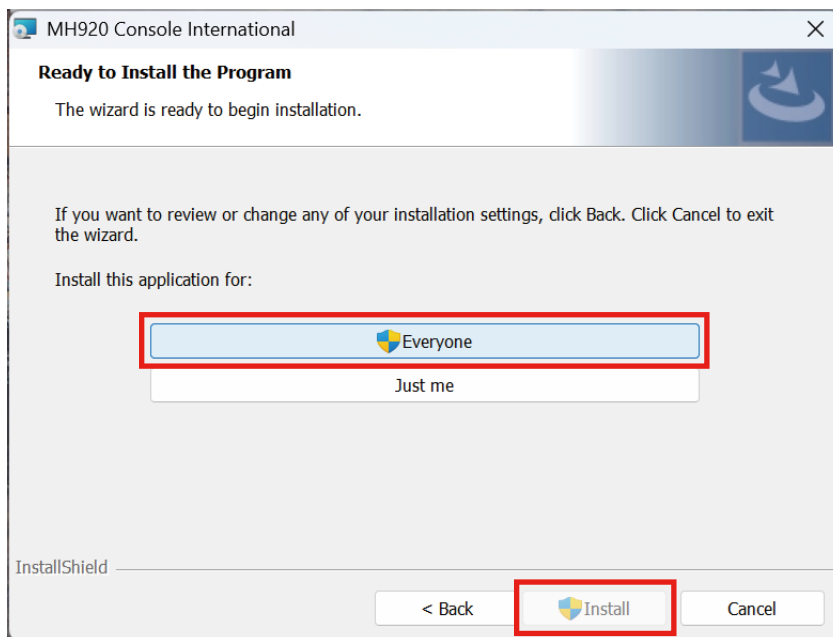 MH920 Console International
Ready to Install the Program
The wizard is ready to begin installation.
If you want to review or change any of your installation settings, click Back. Click Cancel to exit
the wizard.
Install this application for:
Everyone
Just me
InstallShield
< Back
Install
Cancel